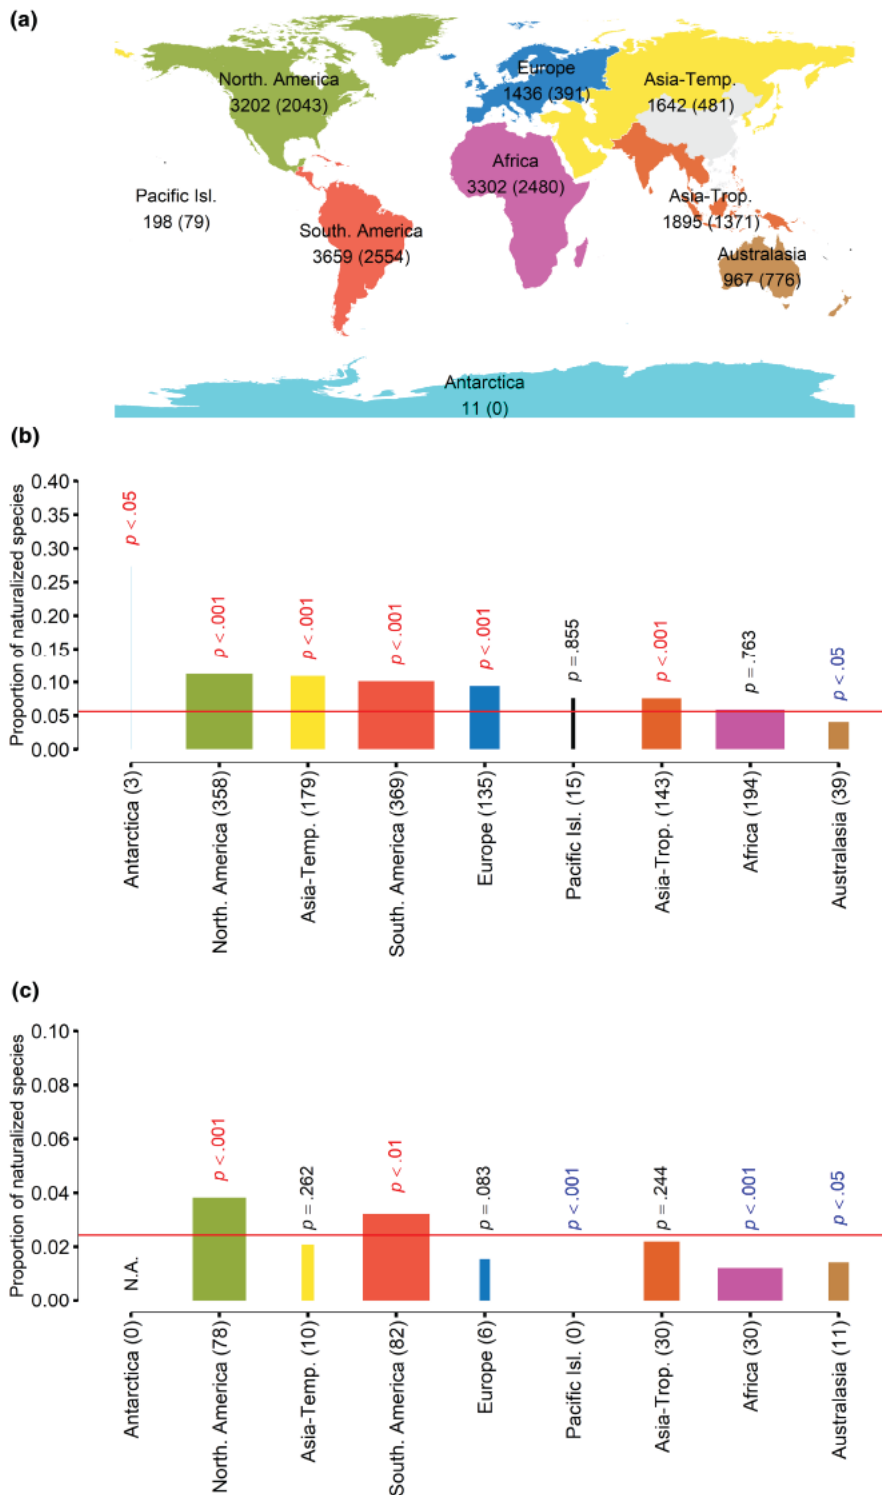 (a)
North. America
3202 (2043)
Europe
1436 (391)
Asia-Temp.
1642 (481)
Africa
3302 (2480)
Pacific Isl.
198 (79)
Asia-Trop.
1895 (1371)
South. America
3659 (2554)
Australasia
967 (776)
Antarctica
11 (0)
(b)
Proportion of naturalized species
0.40
0.35
0.30
0.25
0.20
0.15
0.10
0.05
0.00
p < .05
p < .001
p < .001
p < .001
p < .001
p = .855
p < .001
p = .763
p < .05
Antarctica (3)
North. America (358)
Asia-Temp. (179)
South. America (369)
Europe (135)
Pacific Isl. (15)
Asia-Trop. (143)
Africa (194)
Australasia (39)
(c)
Proportion of naturalized species
0.10
0.08
0.06
0.04
0.02
0.00
N.A.
p < .001
p = .262
p < .01
p = .083
p < .001
p = .244
p < .001
p < .05
Antarctica (0)
North. America (78)
Asia-Temp. (10)
South. America (82)
Europe (6)
Pacific Isl. (0)
Asia-Trop. (30)
Africa (30)
Australasia (11)